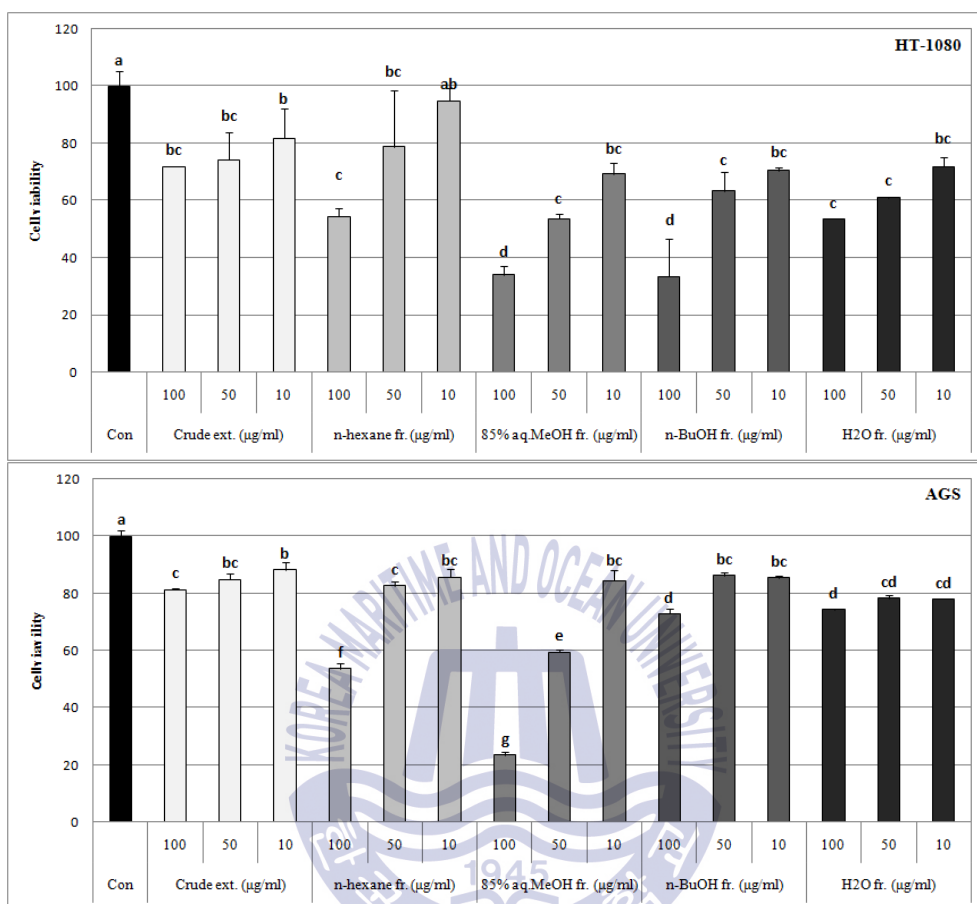 HT-1080
120
100
80
60
40
20
0
Cell viability
a
bc
bc
b
c
bc
ab
d
c
bc
d
c
bc
c
c
bc
100 50 10 100 50 10 100 50 10 100 50 10 100 50 10
Con Crude ext. (µg/ml) n-hexane fr. (µg/ml) 85% aq.MeOH fr. (µg/ml) n-BuOH fr. (µg/ml) H2O fr. (µg/ml)
AGS
120
100
80
60
40
20
0
a
c
bc
b
f
c
bc
g
e
bc
d
bc
bc
d
cd
cd
KOREA MARITIME AND OCEAN UNIVERSITY
1945
100 50 10 100 50 10 100 50 10 100 50 10 100 50 10
Con Crude ext. (µg/ml) n-hexane fr. (µg/ml) 85% aq.MeOH fr. (µg/ml) n-BuOH fr. (µg/ml) H2O fr. (µg/ml)